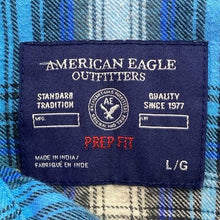 AMERICAN EAGLE
OUTFITTERS
STANDARD
TRADITION
QUALITY
SINCE 1977
AE
PREP FIT
MADE IN INDIA/
FABRIQUÉ EN INDE
L/G